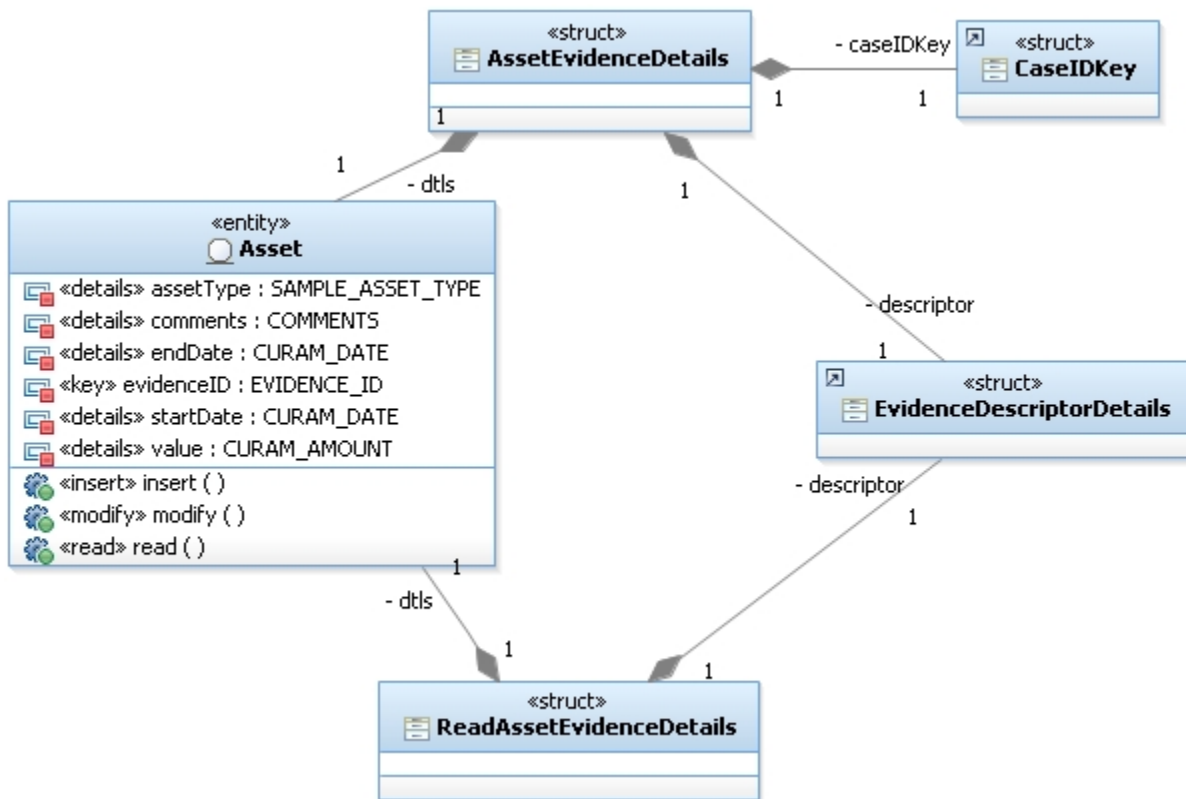 «struct»
AssetEvidenceDetails
- caseIDKey
«struct»
CaseIDKey
1
1
1
1
- dtls
1
«entity»
Asset
«details» assetType : SAMPLE_ASSET_TYPE
«details» comments : COMMENTS
«details» endDate : CURAM_DATE
«key» evidenceID : EVIDENCE_ID
«details» startDate : CURAM_DATE
«details» value : CURAM_AMOUNT
«insert» insert ( )
«modify» modify ( )
«read» read ( )
- descriptor
1
«struct»
EvidenceDescriptorDetails
- descriptor
1
1
- dtls
1
1
«struct»
ReadAssetEvidenceDetails